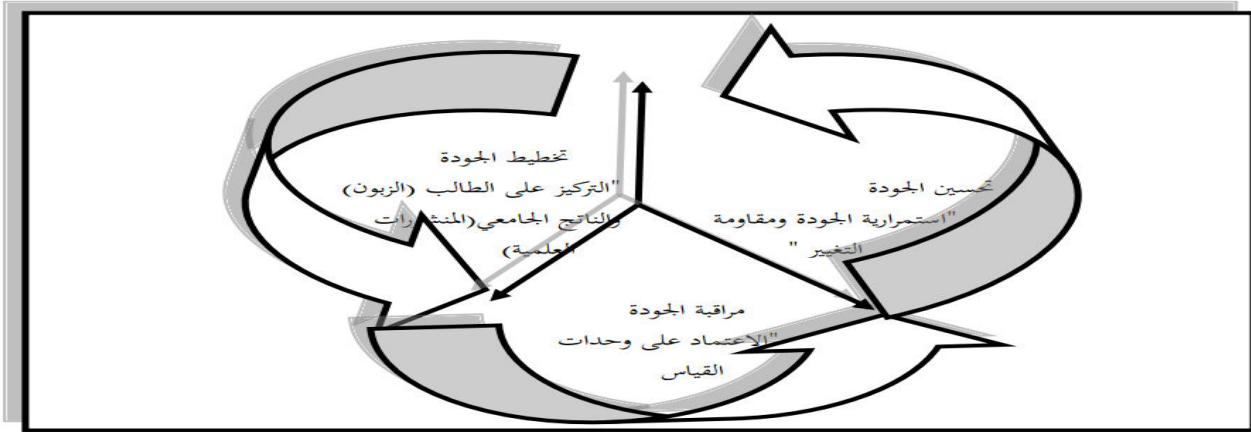 تخطيط الجودة
"التركيز على الطالب (الزبون)
والناتج الجامعي(المنشورات
العلمية)
تحسين الجودة
"استمرارية الجودة ومقاومة
التغيير "
مراقبة الجودة
"الاعتماد على وحدات
القياس